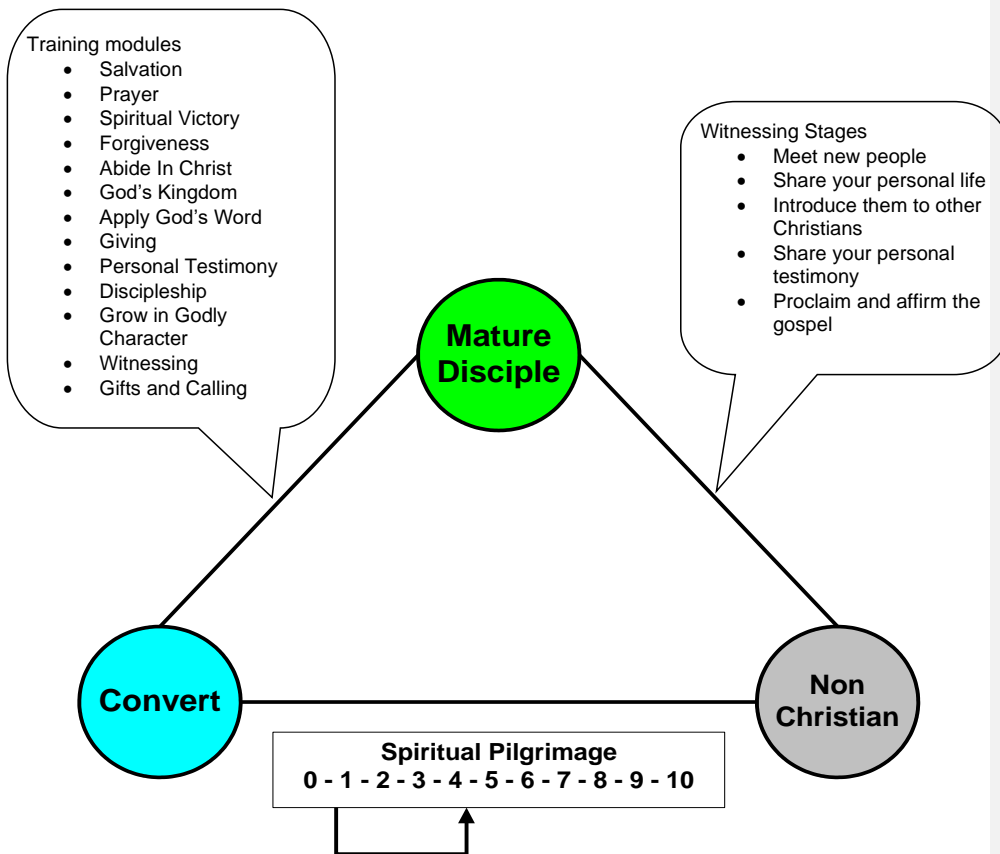 Training modules
• Salvation
• Prayer
• Spiritual Victory
• Forgiveness
• Abide In Christ
• God's Kingdom
• Apply God's Word
• Giving
• Personal Testimony
• Discipleship
• Grow in Godly
Character
• Witnessing
• Gifts and Calling
Witnessing Stages
• Meet new people
• Share your personal life
• Introduce them to other
Christians
• Share your personal
testimony
• Proclaim and affirm the
gospel
Mature
Disciple
Convert
Non
Christian
Spiritual Pilgrimage
0 - 1 - 2 - 3 - 4 - 5 - 6 - 7 - 8 - 9 - 10